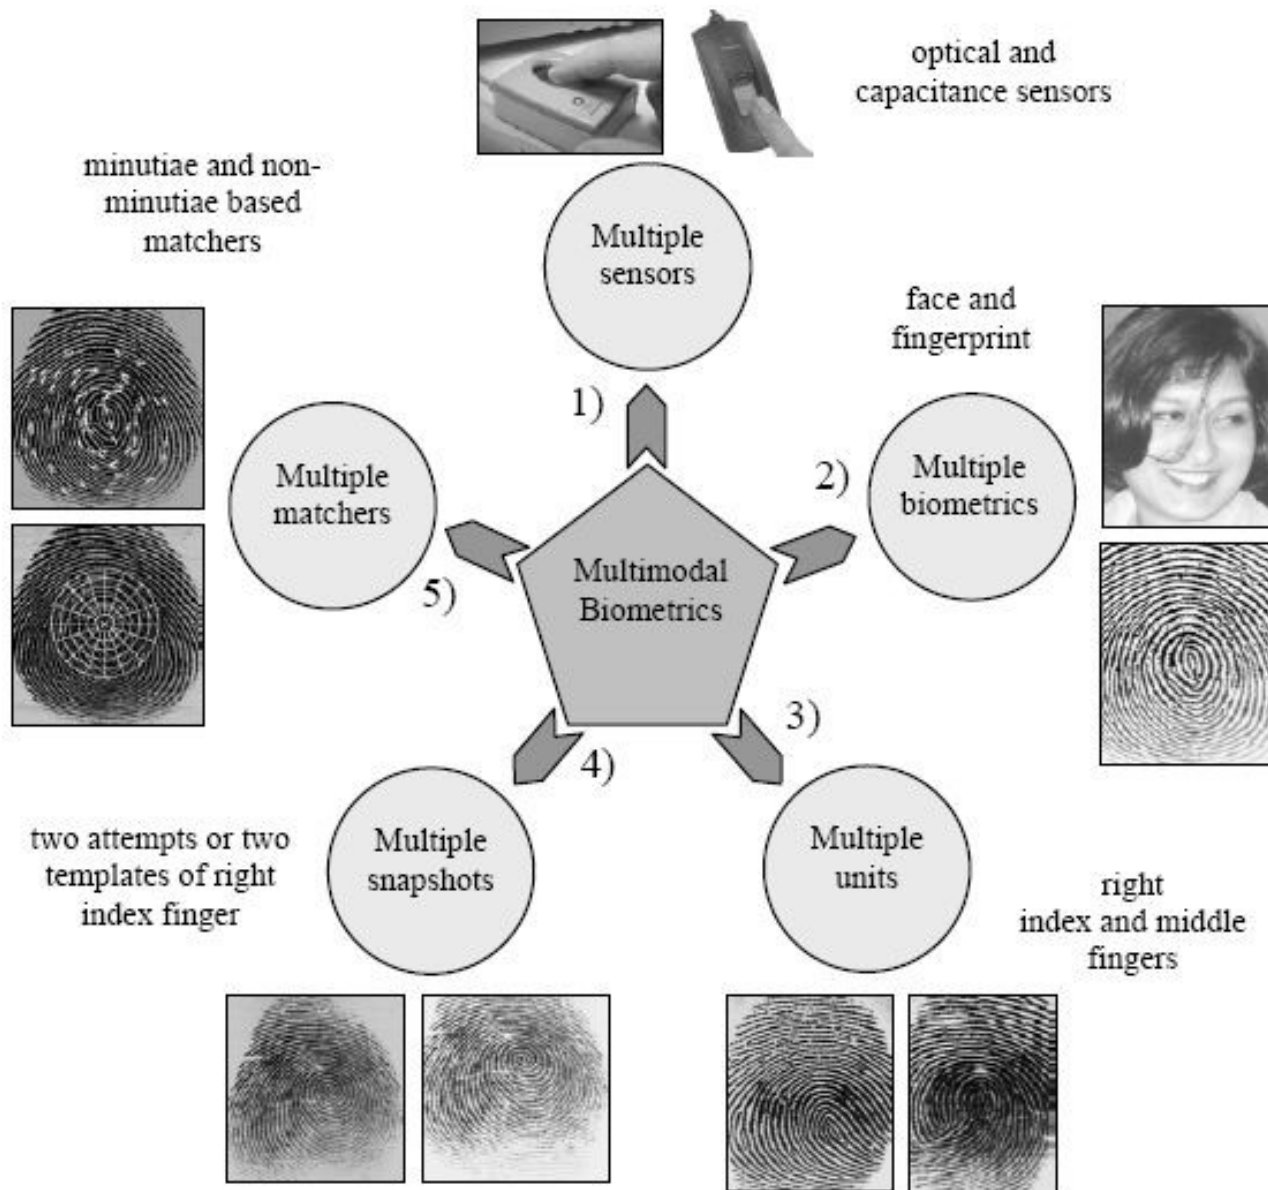 optical and
capacitance sensors
minutiae and non-
minutiae based
matchers
Multiple
sensors
face and
fingerprint
1)
2)
Multiple
biometrics
Multiple
matchers
5)
Multimodal
Biometrics
3)
4)
two attempts or two
templates of right
index finger
Multiple
snapshots
Multiple
units
right
index and middle
fingers